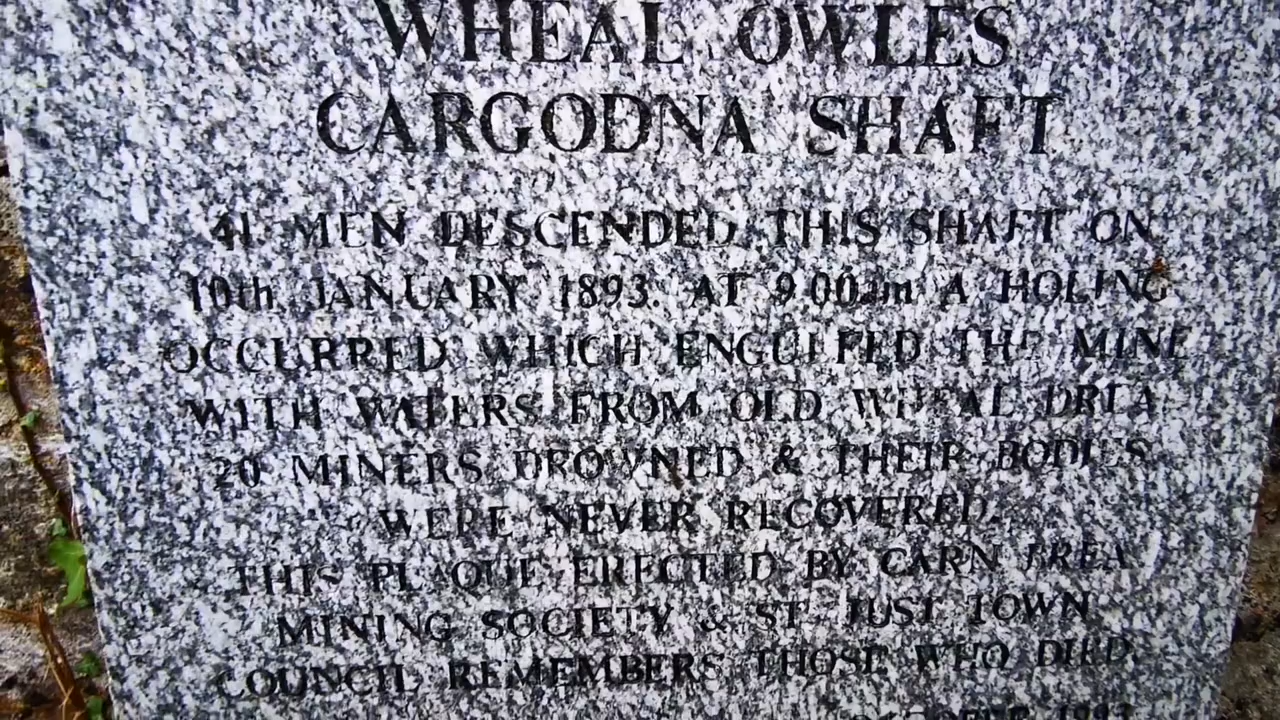 WHEAL OWLES
CARGODNA SHAFT
41 MEN DESCENDED THIS SHAFT ON
10th JANUARY 1893. AT 9.00am A HOLING
OCCURRED WHICH ENGULFED THE MINE
WITH WATERS FROM OLD WHEAL DREA
20 MINERS DROWNED & THEIR BODIES
WERE NEVER RECOVERED.
THIS PLAQUE ERECTED BY CARN BREA
MINING SOCIETY & ST JUST TOWN
COUNCIL REMEMBERS THOSE WHO DIED